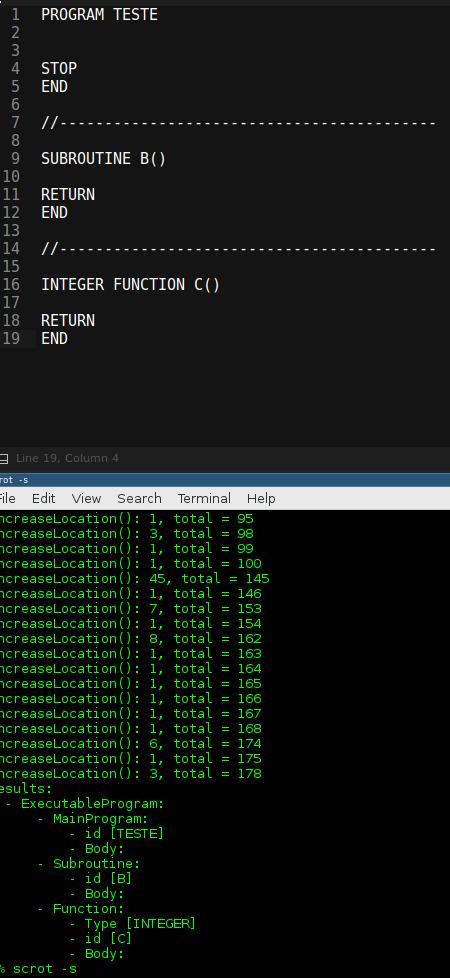 1 PROGRAM TESTE
2
3
4 STOP
5 END
6
7 //------------------------------------------
8
9 SUBROUTINE B()
10
11 RETURN
12 END
13
14 //------------------------------------------
15
16 INTEGER FUNCTION C()
17
18 RETURN
19 END
Line 19, Column 4
rot -s
File Edit View Search Terminal Help
ncreaseLocation(): 1, total = 95
ncreaseLocation(): 3, total = 98
ncreaseLocation(): 1, total = 99
ncreaseLocation(): 1, total = 100
ncreaseLocation(): 45, total = 145
ncreaseLocation(): 1, total = 146
ncreaseLocation(): 7, total = 153
ncreaseLocation(): 1, total = 154
ncreaseLocation(): 8, total = 162
ncreaseLocation(): 1, total = 163
ncreaseLocation(): 1, total = 164
ncreaseLocation(): 1, total = 165
ncreaseLocation(): 1, total = 166
ncreaseLocation(): 1, total = 167
ncreaseLocation(): 1, total = 168
ncreaseLocation(): 6, total = 174
ncreaseLocation(): 1, total = 175
ncreaseLocation(): 3, total = 178
esults:
- ExecutableProgram:
- MainProgram:
- id [TESTE]
- Body:
- Subroutine:
- id [B]
- Body:
- Function:
- Type [INTEGER]
- id [C]
- Body:
% scrot -s